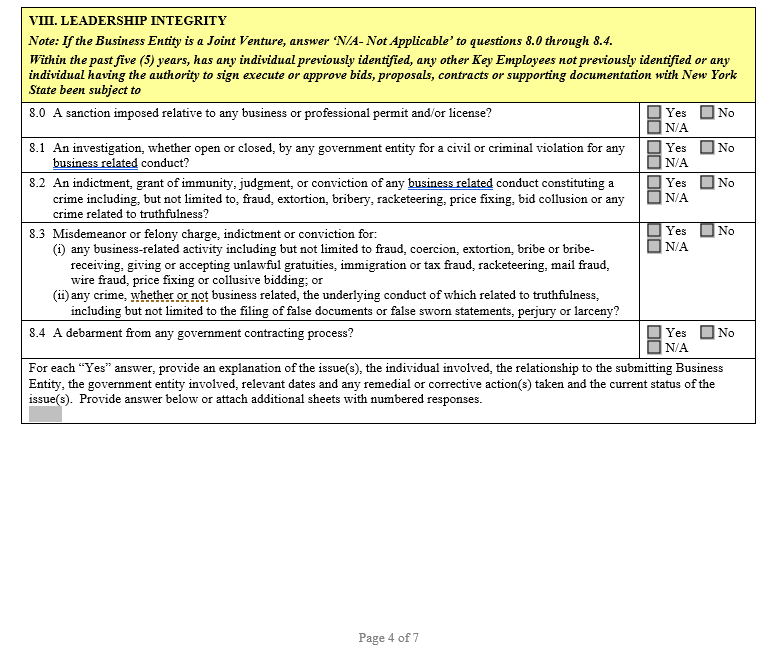 VIII. LEADERSHIP INTEGRITY
Note: If the Business Entity is a Joint Venture, answer ‘N/A- Not Applicable’ to questions 8.0 through 8.4.
Within the past five (5) years, has any individual previously identified, any other Key Employees not previously identified or any
individual having the authority to sign execute or approve bids, proposals, contracts or supporting documentation with New York
State been subject to
8.0 A sanction imposed relative to any business or professional permit and/or license?
Yes No
N/A
8.1 An investigation, whether open or closed, by any government entity for a civil or criminal violation for any
business related conduct?
Yes No
N/A
8.2 An indictment, grant of immunity, judgment, or conviction of any business related conduct constituting a
crime including, but not limited to, fraud, extortion, bribery, racketeering, price fixing, bid collusion or any
crime related to truthfulness?
Yes No
N/A
8.3 Misdemeanor or felony charge, indictment or conviction for:
(i) any business-related activity including but not limited to fraud, coercion, extortion, bribe or bribe-
receiving, giving or accepting unlawful gratuities, immigration or tax fraud, racketeering, mail fraud,
wire fraud, price fixing or collusive bidding; or
(ii) any crime, whether or not business related, the underlying conduct of which related to truthfulness,
including but not limited to the filing of false documents or false sworn statements, perjury or larceny?
Yes No
N/A
8.4 A debarment from any government contracting process?
Yes No
N/A
For each “Yes” answer, provide an explanation of the issue(s), the individual involved, the relationship to the submitting Business
Entity, the government entity involved, relevant dates and any remedial or corrective action(s) taken and the current status of the
issue(s). Provide answer below or attach additional sheets with numbered responses.
Page 4 of 7